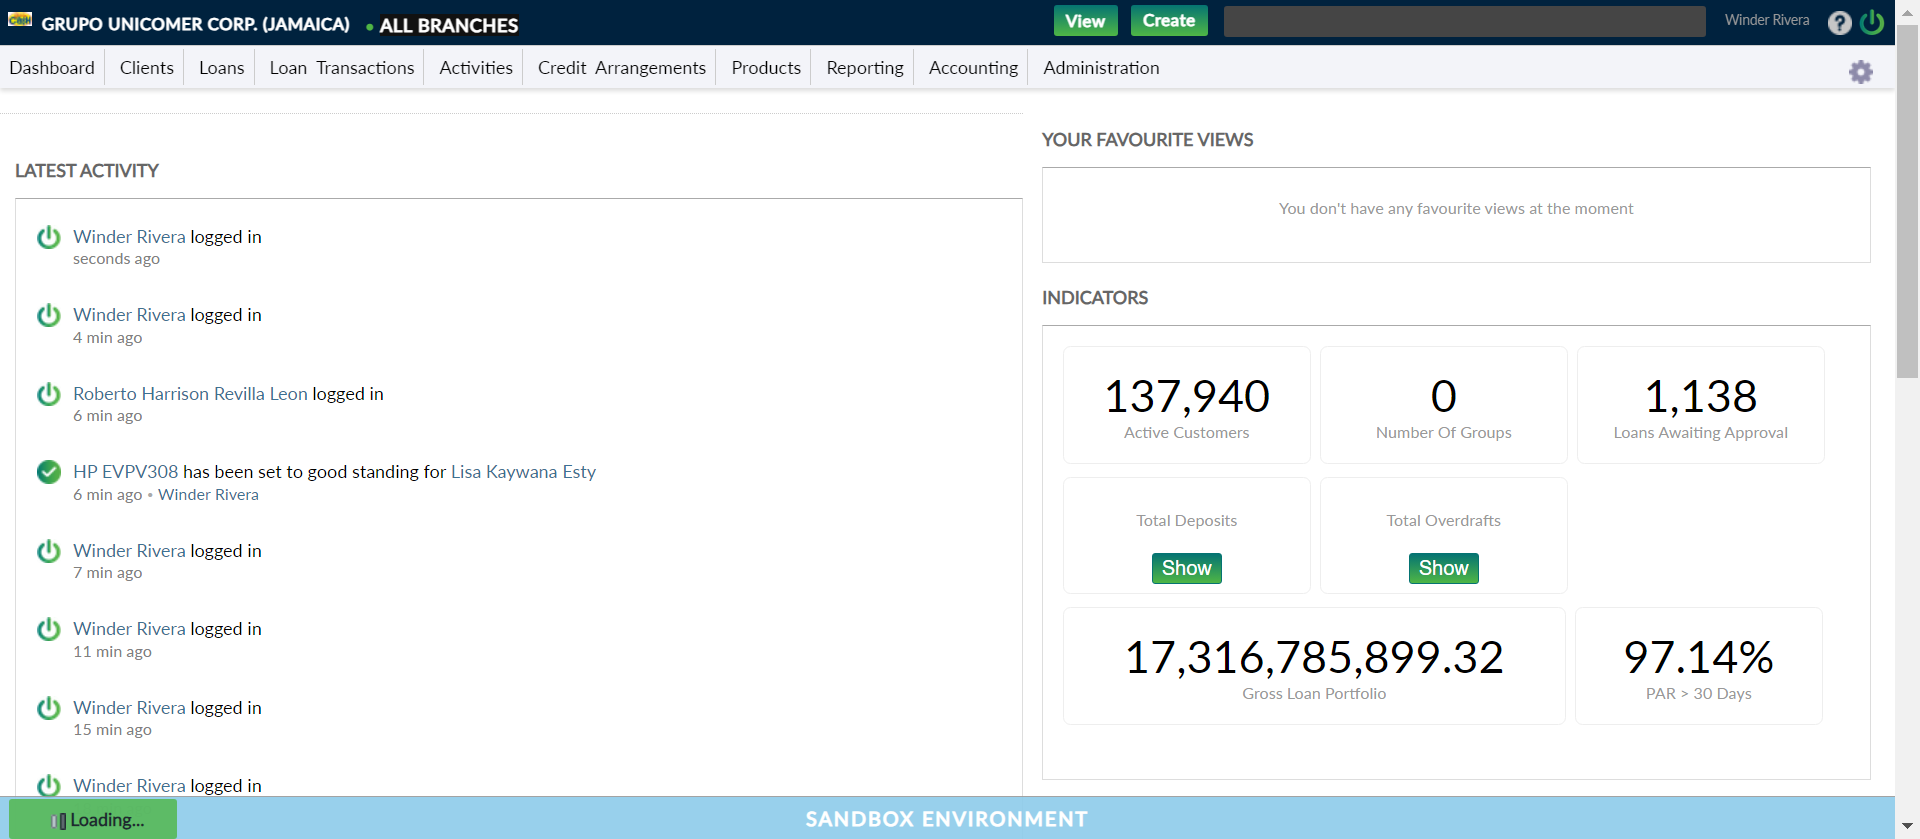 Cash
GRUPO UNICOMER CORP. (JAMAICA) • ALL BRANCHES
View Create Winder Rivera ?
Dashboard Clients Loans Loan Transactions Activities Credit Arrangements Products Reporting Accounting Administration
LATEST ACTIVITY
Winder Rivera logged in
seconds ago
Winder Rivera logged in
4 min ago
Roberto Harrison Revilla Leon logged in
6 min ago
HP EVPV308 has been set to good standing for Lisa Kaywana Esty
6 min ago • Winder Rivera
Winder Rivera logged in
7 min ago
Winder Rivera logged in
11 min ago
Winder Rivera logged in
15 min ago
Winder Rivera logged in
YOUR FAVOURITE VIEWS
You don't have any favourite views at the moment
INDICATORS
137,940
Active Customers
0
Number Of Groups
1,138
Loans Awaiting Approval
Total Deposits
Show
Total Overdrafts
Show
17,316,785,899.32
Gross Loan Portfolio
97.14%
PAR > 30 Days
Loading...
SANDBOX ENVIRONMENT